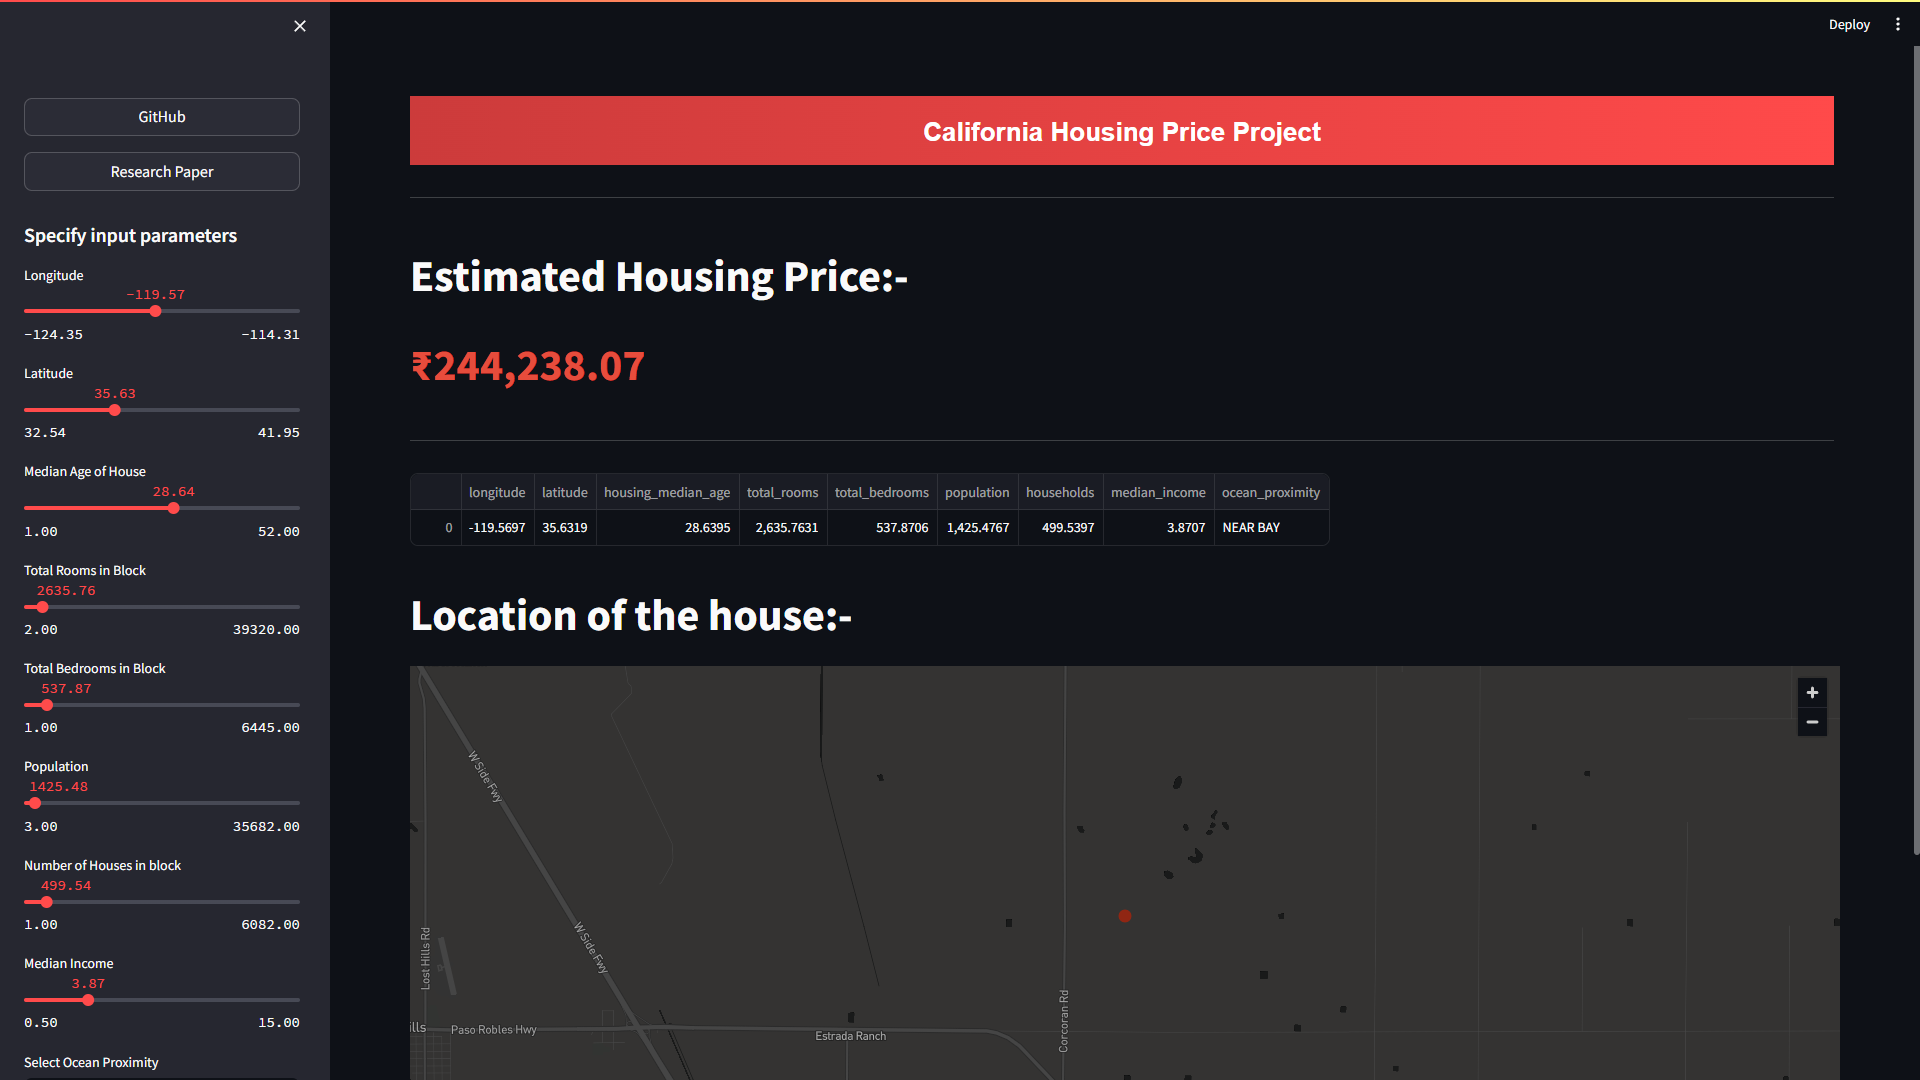 GitHub
Research Paper
Specify input parameters
Longitude
-119.57
-124.35 -114.31
Latitude
35.63
32.54 41.95
Median Age of House
28.64
1.00 52.00
Total Rooms in Block
2635.76
2.00 39320.00
Total Bedrooms in Block
537.87
1.00 6445.00
Population
1425.48
3.00 35682.00
Number of Houses in block
499.54
1.00 6082.00
Median Income
3.87
0.50 15.00
Select Ocean Proximity
Deploy
California Housing Price Project
Estimated Housing Price:-
₹244,238.07
longitude latitude housing_median_age total_rooms total_bedrooms population households median_income ocean_proximity
0 -119.5697 35.6319 28.6395 2,635.7631 537.8706 1,425.4767 499.5397 3.8707 NEAR BAY
Location of the house:-
W Side Fwy
W Side Fwy
Lost Hills Rd
Corcoran Rd
ills
Paso Robles Hwy
Estrada Ranch